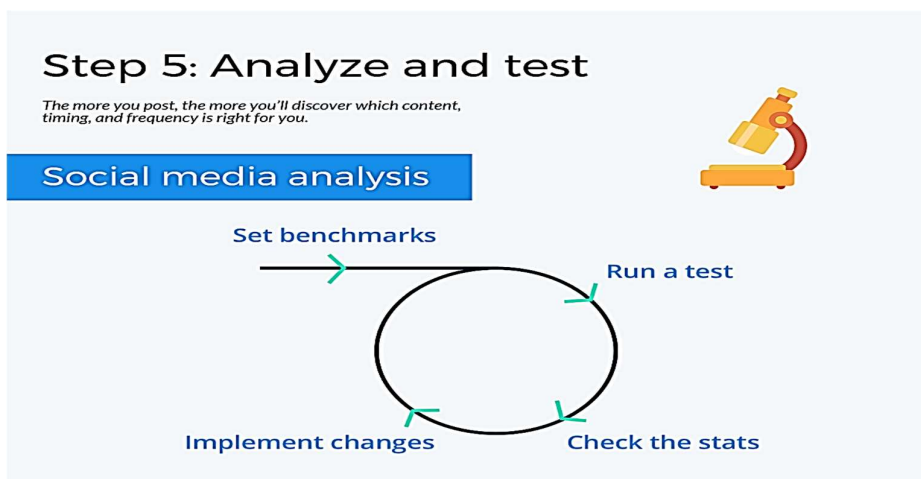 Step 5: Analyze and test
The more you post, the more you'll discover which content,
timing, and frequency is right for you.
Social media analysis
Set benchmarks
Run a test
Implement changes
Check the stats